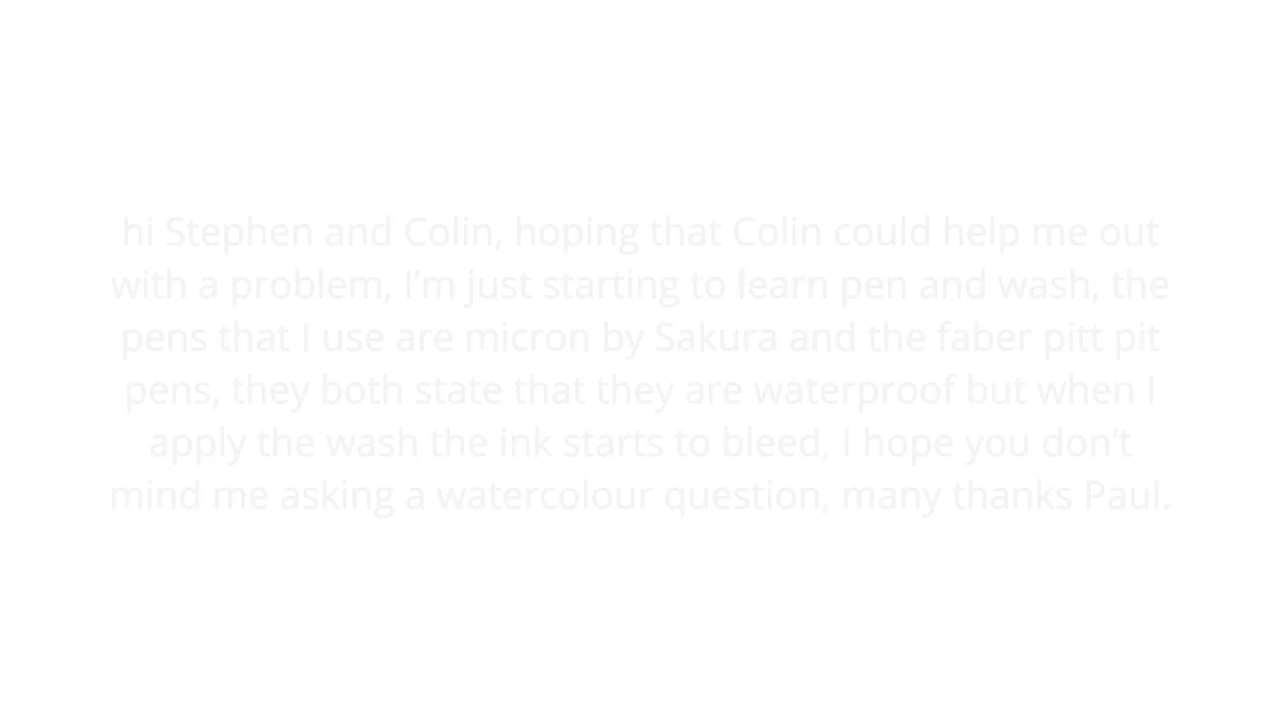 hi Stephen and Colin, hoping that Colin could help me out
with a problem, I’m just starting to learn pen and wash, the
pens that I use are micron by Sakura and the faber pitt pit
pens, they both state that they are waterproof but when I
apply the wash the ink starts to bleed, I hope you don’t
mind me asking a watercolour question, many thanks Paul.